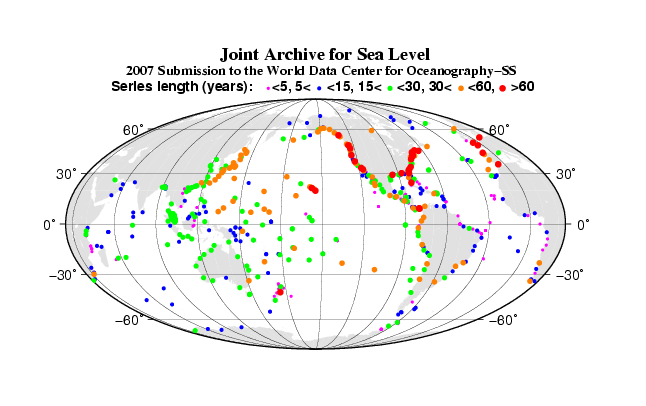 Joint Archive for Sea Level
2007 Submission to the World Data Center for Oceanography-SS
Series length (years): <5, 5< <15, 15< <30, 30< <60, >60
60° 60°
30° 30°
0° 0°
-30° -30°
-60° -60°